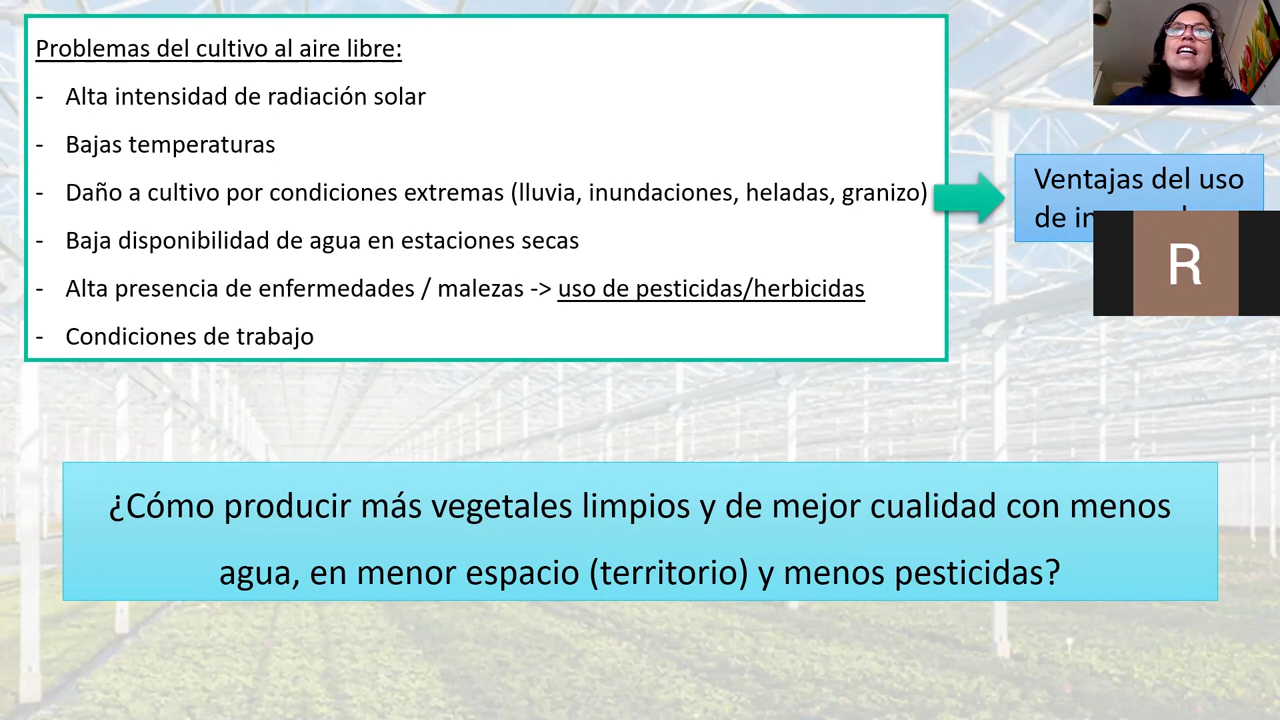 Problemas del cultivo al aire libre:
- Alta intensidad de radiación solar
- Bajas temperaturas
- Daño a cultivo por condiciones extremas (lluvia, inundaciones, heladas, granizo)
- Baja disponibilidad de agua en estaciones secas
- Alta presencia de enfermedades / malezas -> uso de pesticidas/herbicidas
- Condiciones de trabajo
Ventajas del uso
de
R
¿Cómo producir más vegetales limpios y de mejor cualidad con menos
agua, en menor espacio (territorio) y menos pesticidas?